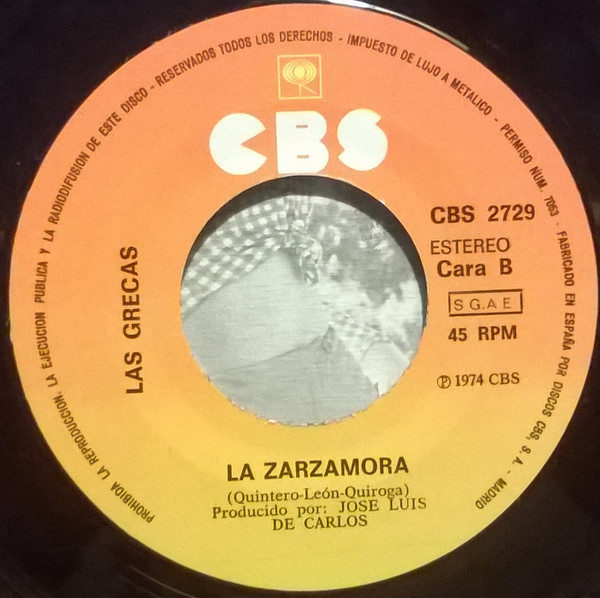 PROHIBIDA LA REPRODUCCION, LA EJECUCION PUBLICA Y LA RADIODIFUSION DE ESTE DISCO - RESERVADOS TODOS LOS DERECHOS - IMPUESTO DE LUJO A METALICO - PERMISO NUM. 7053 - FABRICADO EN ESPAÑA POR DISCOS CBS, S. A. - MADRID
CBS
LAS GRECAS
CBS 2729
ESTEREO
Cara B
S G A E
45 RPM
℗ 1974 CBS
LA ZARZAMORA
(Quintero-León-Quiroga)
Producido por: JOSE LUIS
DE CARLOS